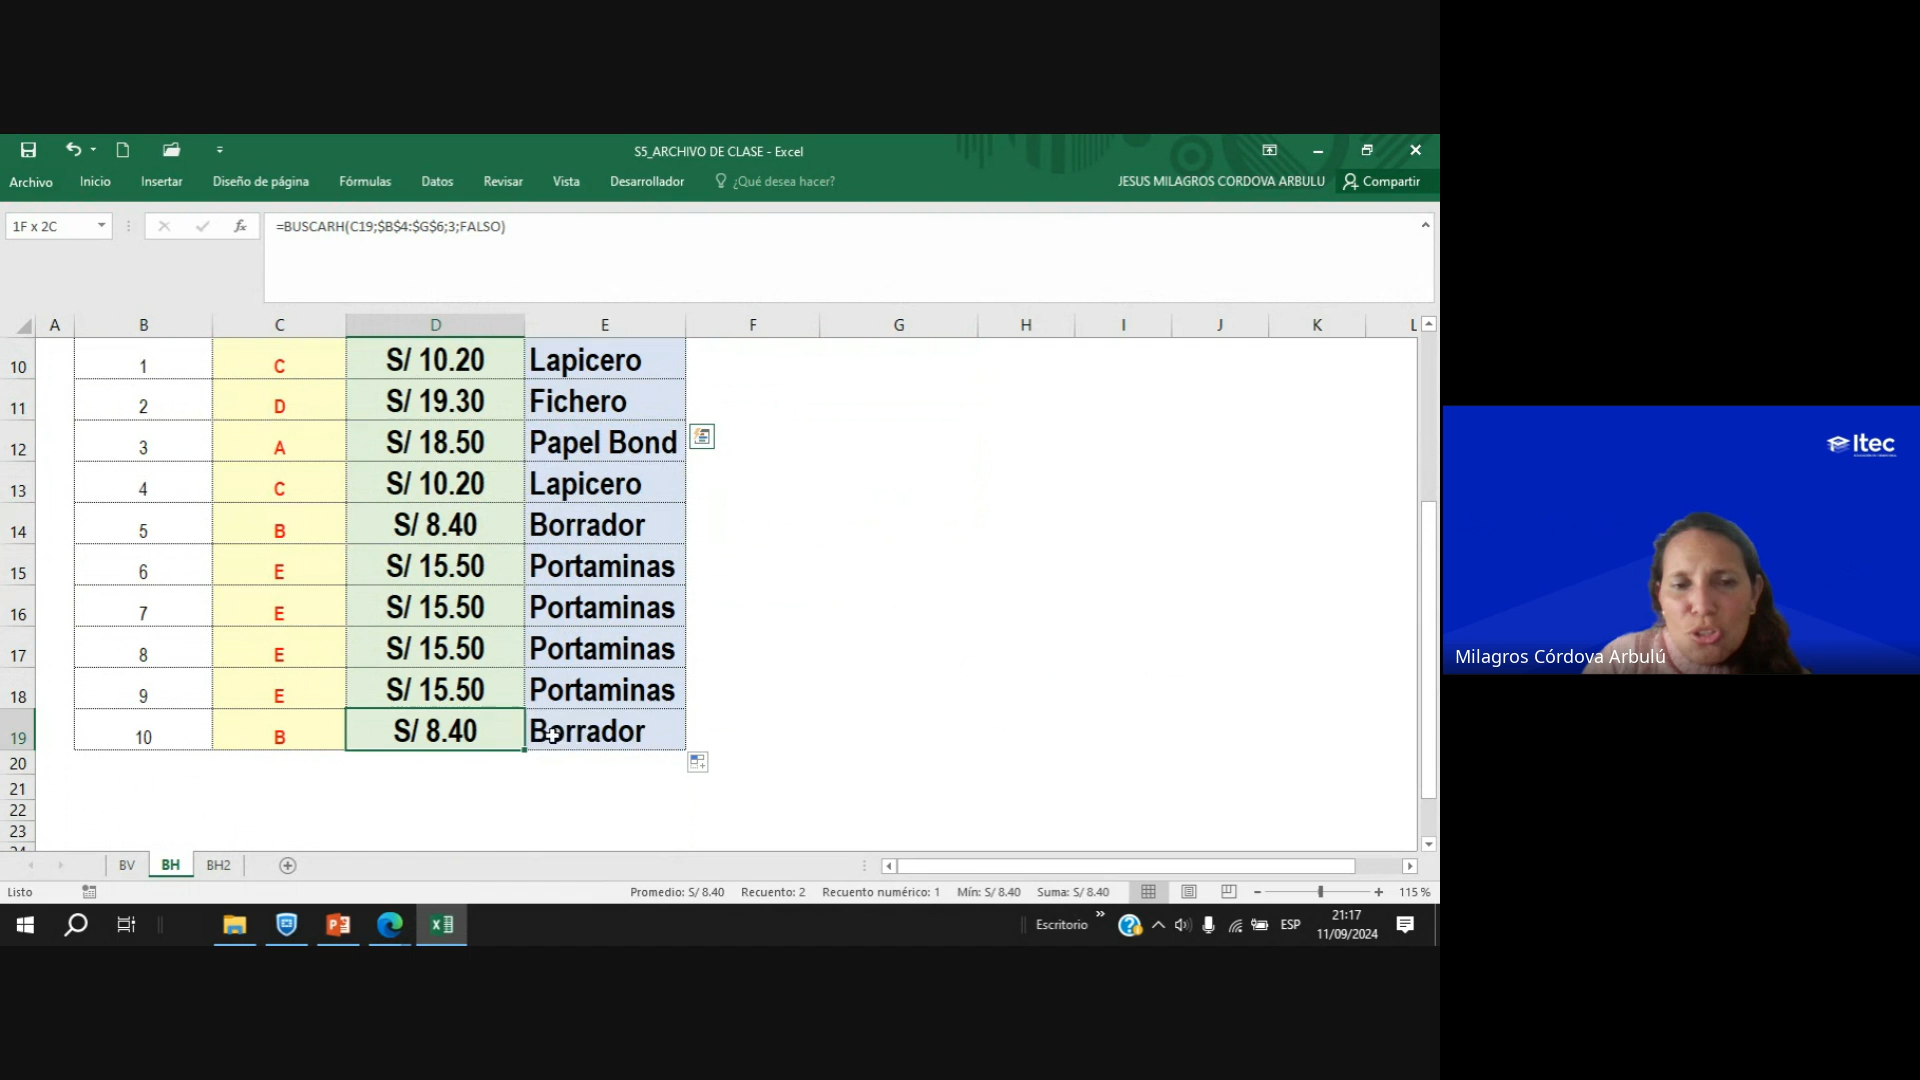 S5_ARCHIVO DE CLASE - Excel
Archivo Inicio Insertar Diseño de página Fórmulas Datos Revisar Vista Desarrollador ¿Qué desea hacer? JESUS MILAGROS CORDOVA ARBULU Compartir
1F x 2C fx =BUSCARH(C19;$B$4:$G$6;3;FALSO)
A B C D E F G H I J K L
10 1 C S/ 10.20 Lapicero
11 2 D S/ 19.30 Fichero
12 3 A S/ 18.50 Papel Bond
13 4 C S/ 10.20 Lapicero
14 5 B S/ 8.40 Borrador
15 6 E S/ 15.50 Portaminas
16 7 E S/ 15.50 Portaminas
17 8 E S/ 15.50 Portaminas
18 9 E S/ 15.50 Portaminas
19 10 B S/ 8.40 Borrador
20
21
22
23
24
BV BH BH2
Listo Promedio: S/ 8.40 Recuento: 2 Recuento numérico: 1 Mín: S/ 8.40 Suma: S/ 8.40 115 %
Escritorio ESP 21:17
11/09/2024
Itec
Milagros Córdova Arbulú